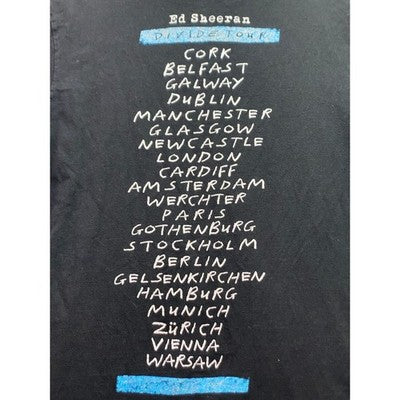 Ed Sheeran
DIVIDE TOUR
CORK
BELFAST
GALWAY
DUBLIN
MANCHESTER
GLASGOW
NEWCASTLE
LONDON
CARDIFF
AMSTERDAM
WERCHTER
PARIS
GOTHENBURG
STOCKHOLM
BERLIN
GELSENKIRCHEN
HAMBURG
MUNICH
ZÜRICH
VIENNA
WARSAW